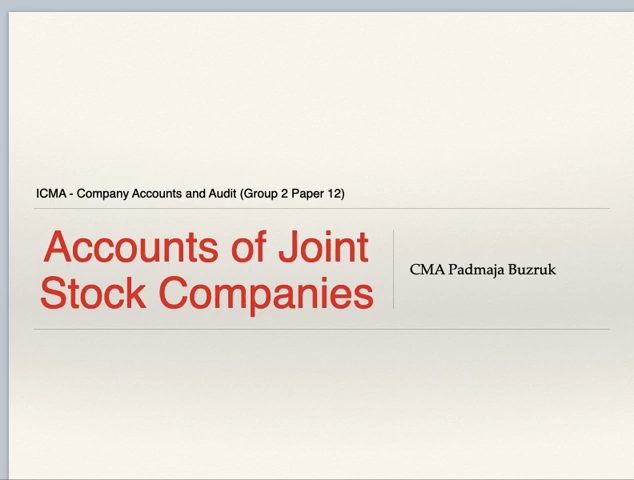 ICMA - Company Accounts and Audit (Group 2 Paper 12)
Accounts of Joint
Stock Companies
CMA Padmaja Buzruk